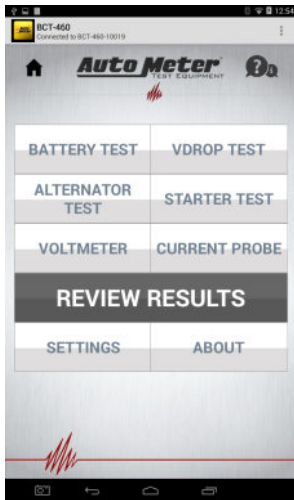 12:54
BCT-460
Connected to BCT-460-10019
Auto Meter
TEST EQUIPMENT
BATTERY TEST
VDROP TEST
ALTERNATOR
TEST
STARTER TEST
VOLTMETER
CURRENT PROBE
REVIEW RESULTS
SETTINGS
ABOUT